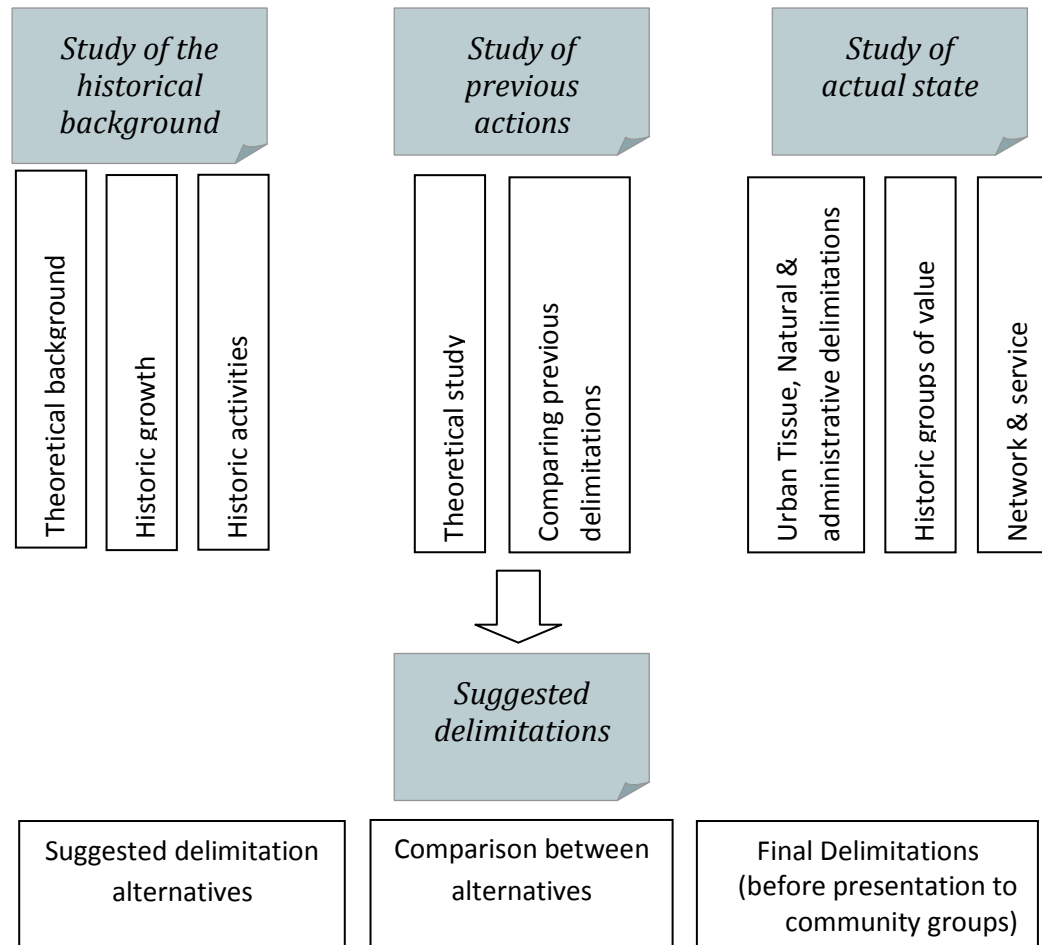 Study of the
historical
background
Study of
previous
actions
Study of
actual state
Theoretical background
Historic growth
Historic activities
Theoretical study
Comparing previous
delimitations
Urban Tissue, Natural &
administrative delimitations
Historic groups of value
Network & service
Suggested
delimitations
Suggested delimitation
alternatives
Comparison between
alternatives
Final Delimitations
(before presentation to
community groups)